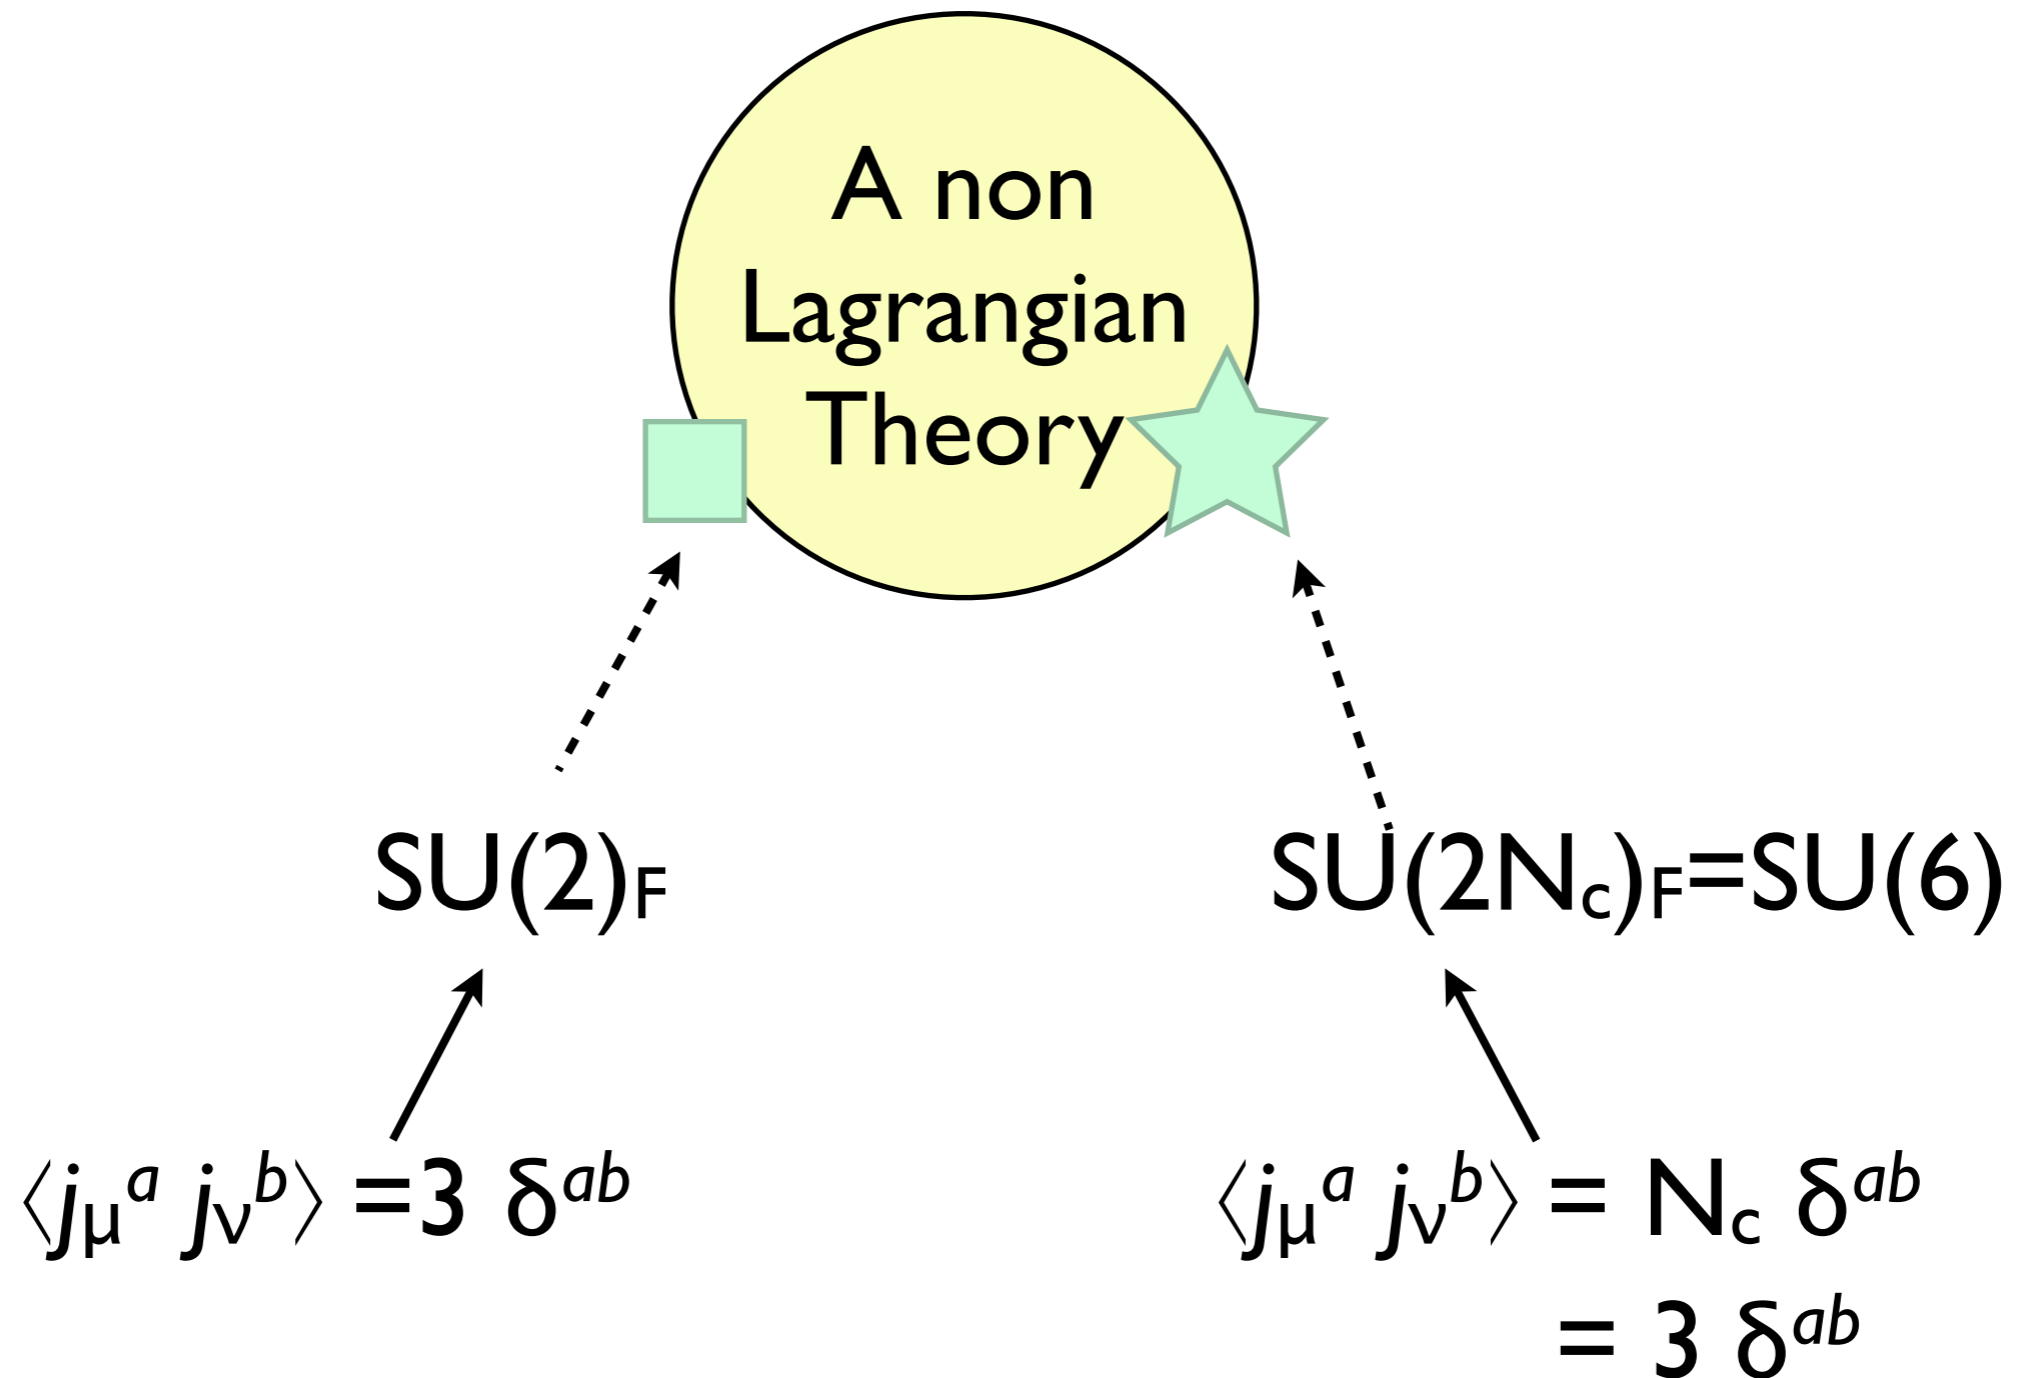 A non
Lagrangian
Theory
SU(2)F
SU(2Nc)F=SU(6)
⟨jμᵃ jνᵇ⟩ =3 δᵃᵇ
⟨jμᵃ jνᵇ⟩ = Nc δᵃᵇ
= 3 δᵃᵇ